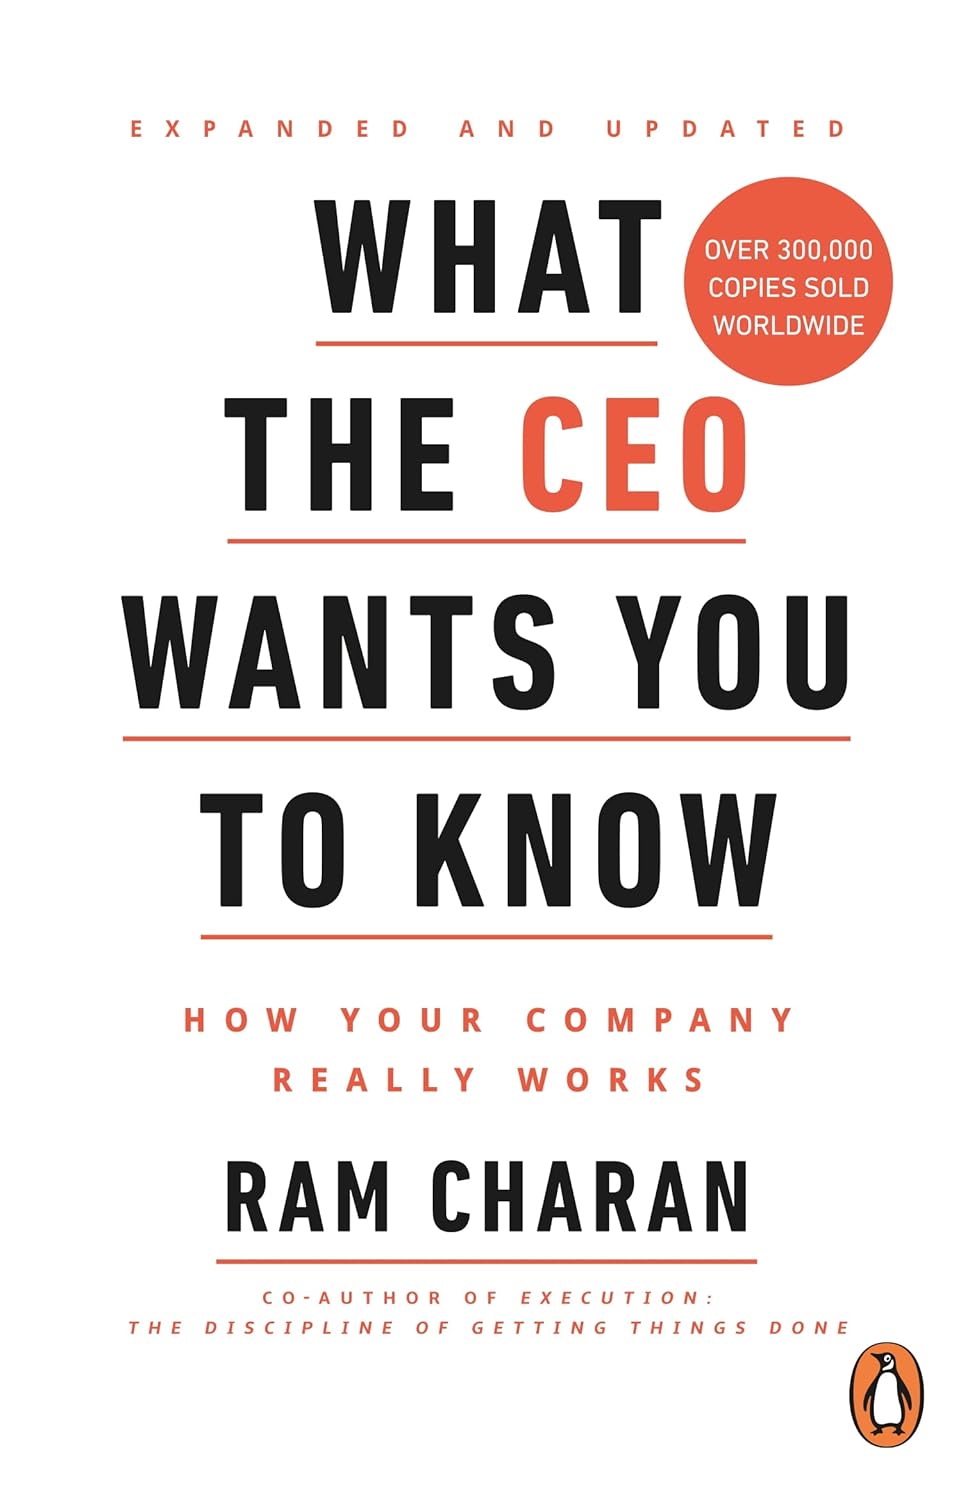 EXPANDED AND UPDATED
WHAT
OVER 300,000
COPIES SOLD
WORLDWIDE
THE CEO
WANTS YOU
TO KNOW
HOW YOUR COMPANY
REALLY WORKS
RAM CHARAN
CO-AUTHOR OF EXECUTION:
THE DISCIPLINE OF GETTING THINGS DONE